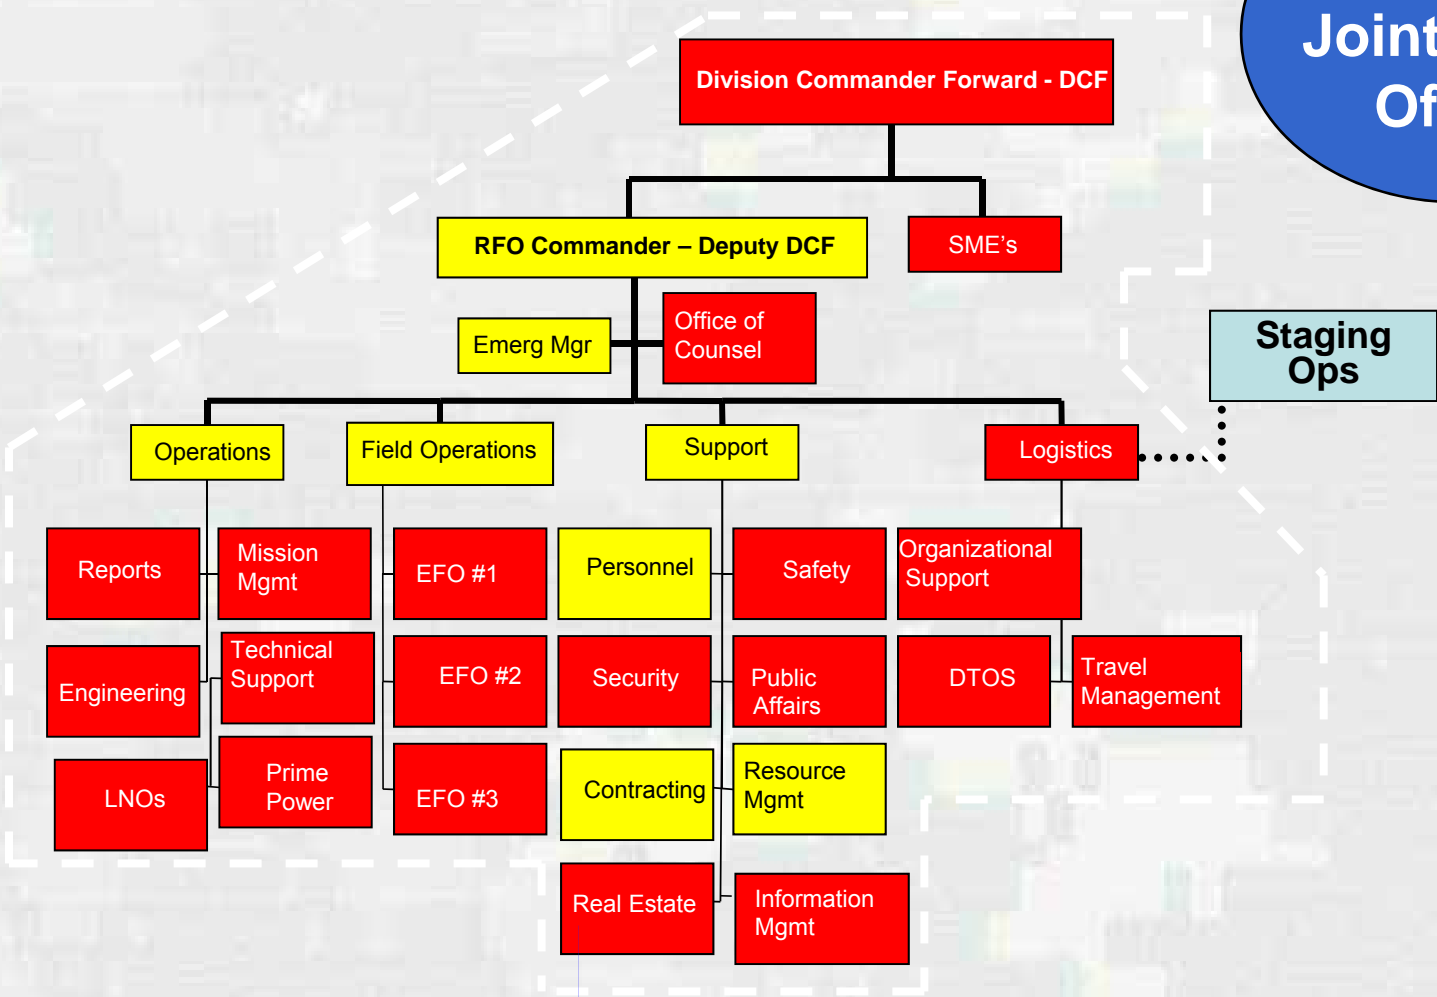 Joint
Division Commander Forward - DCF
RFO Commander – Deputy DCF
SME's
Emerg Mgr
Office of
Counsel
Staging
Ops
Operations
Field Operations
Support
Logistics
Reports
Mission
Mgmt
EFO #1
Personnel
Safety
Organizational
Support
Engineering
Technical
Support
EFO #2
Security
Public
Affairs
DTOS
Travel
Management
LNOs
Prime
Power
EFO #3
Contracting
Resource
Mgmt
Real Estate
Information
Mgmt